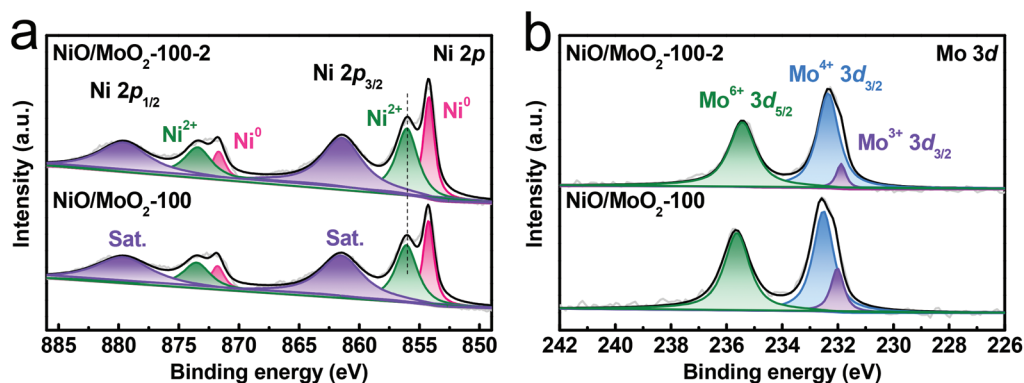 a
NiO/MoO₂-100-2
Ni 2p
Ni 2p₁/₂
Ni 2p₃/₂
Ni²⁺
Ni⁰
Ni²⁺
Ni⁰
NiO/MoO₂-100
Sat.
Sat.
Intensity (a.u.)
885 880 875 870 865 860 855 850
Binding energy (eV)
b
NiO/MoO₂-100-2
Mo 3d
Mo⁶⁺ 3d₅/₂
Mo⁴⁺ 3d₃/₂
Mo³⁺ 3d₃/₂
NiO/MoO₂-100
Intensity (a.u.)
242 240 238 236 234 232 230 228 226
Binding energy (eV)